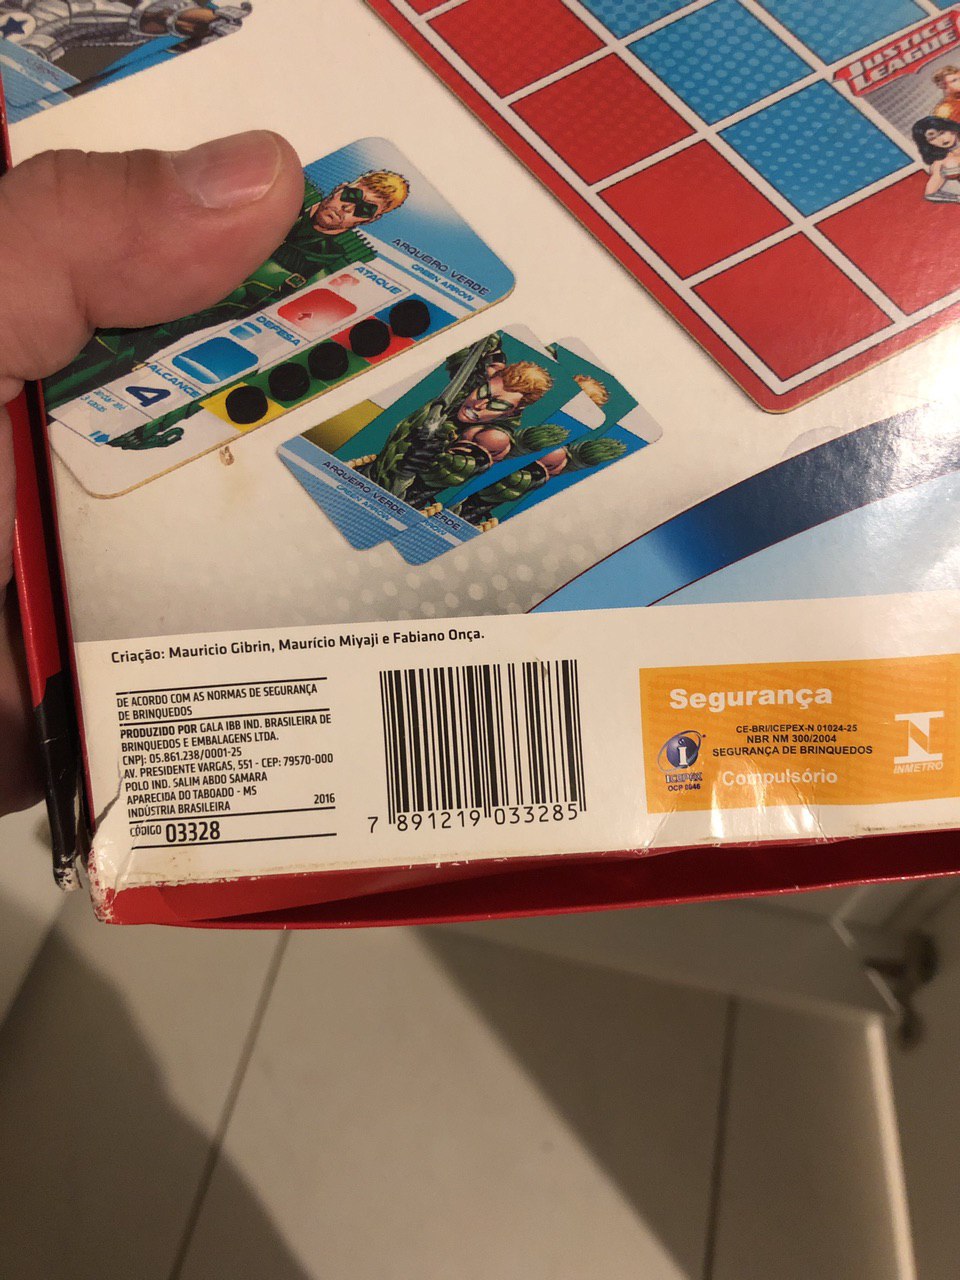 JUSTICE
LEAGUE
ARQUEIRO VERDE
GREEN ARROW
ATAQUE
DEFESA
ALCANCE
4
ARQUEIRO VERDE
GREEN ARROW
VERDE
ARROW
Criação: Mauricio Gibrin, Maurício Miyaji e Fabiano Onça.
DE ACORDO COM AS NORMAS DE SEGURANÇA
DE BRINQUEDOS
PRODUZIDO POR GALA IBB IND. BRASILEIRA DE
BRINQUEDOS E EMBALAGENS LTDA.
CNPJ: 05.861.238/0001-25
AV. PRESIDENTE VARGAS, 551 - CEP: 79570-000
POLO IND. SALIM ABDO SAMARA
APARECIDA DO TABOADO - MS
INDÚSTRIA BRASILEIRA 2016
CÓDIGO 03328
7 891219 033285
Segurança
CE-BRI/ICEPEX-N 01024-25
NBR NM 300/2004
SEGURANÇA DE BRINQUEDOS
ICEPEX
OCP 0046
Compulsório
INMETRO